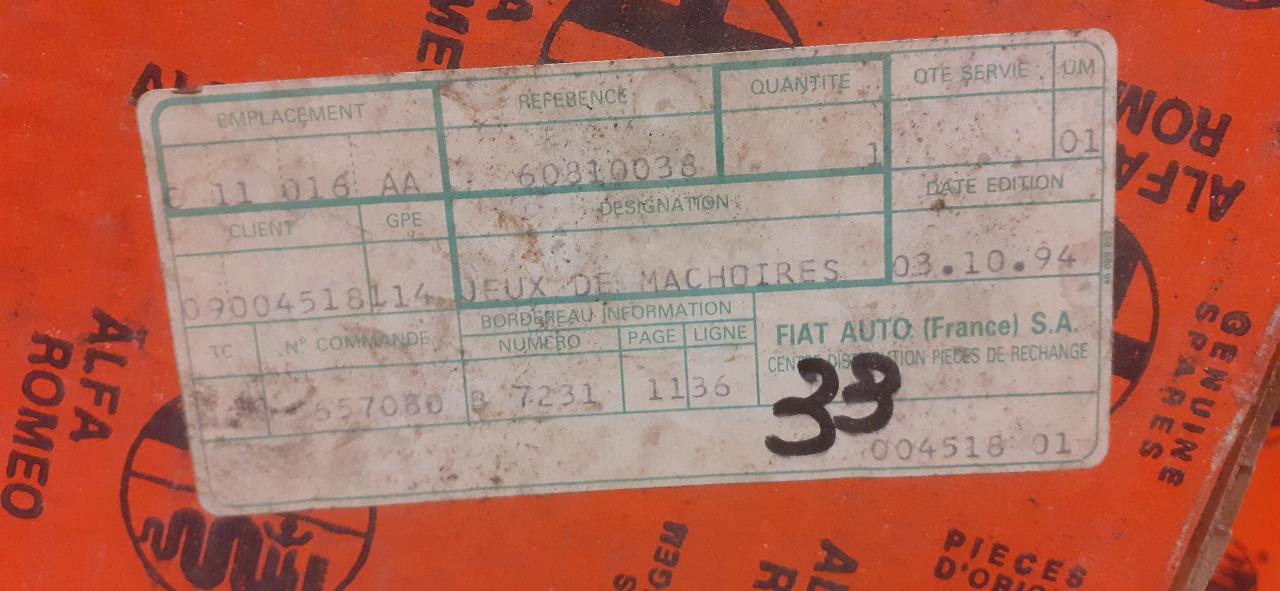 EMPLACEMENT REFERENCE QUANTITE QTE SERVIE UM
C 11 016 AA 60810038 1 01
CLIENT GPE DESIGNATION DATE EDITION
09004518 114 JEUX DE MACHOIRES 03.10.94
TC N° COMMANDE BORDEREAU INFORMATION
NUMERO PAGE LIGNE
657080 B 7231 11 36
FIAT AUTO (France) S.A.
CENTRE DISTRIBUTION PIECES DE RECHANGE
33
004518 01
ALFA
ROMEO
ALFA
ROMEO
GENUINE
SPARES
PIECES